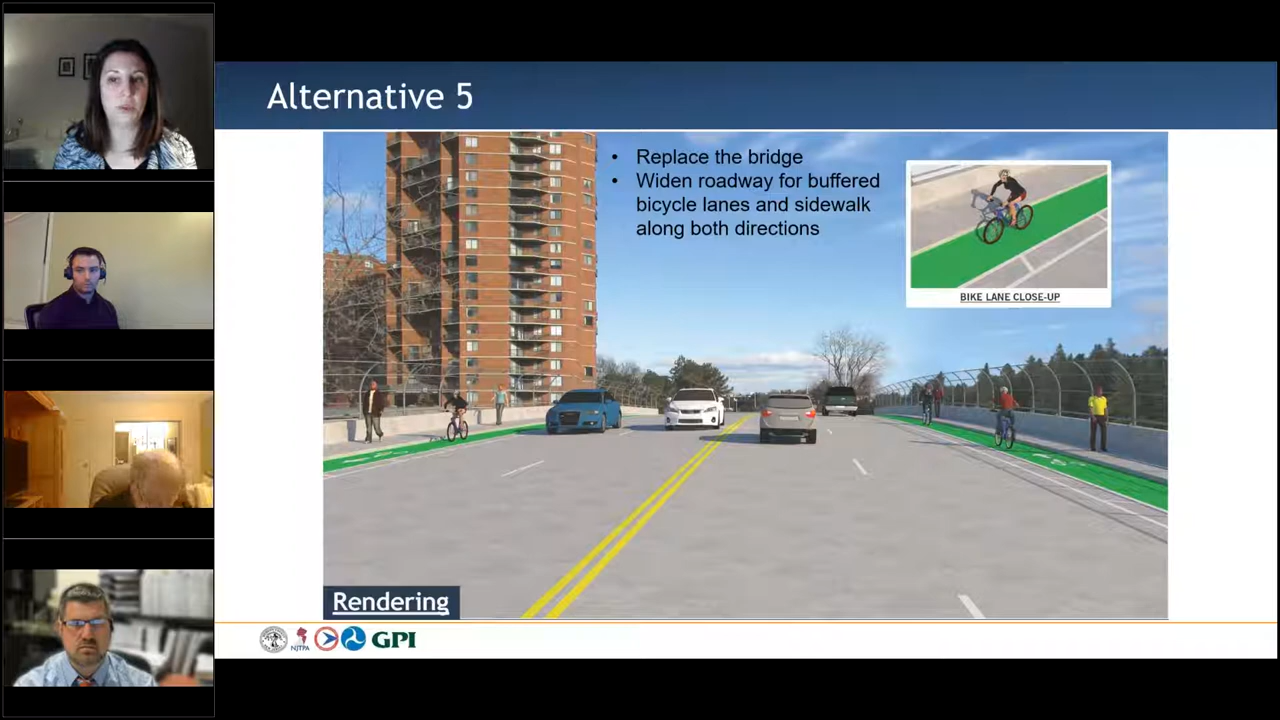 Alternative 5
• Replace the bridge
• Widen roadway for buffered
bicycle lanes and sidewalk
along both directions
BIKE LANE CLOSE-UP
Rendering
NJTPA
GPI